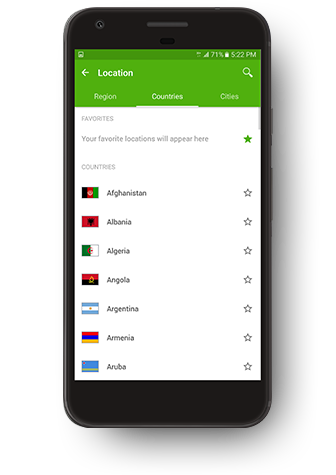 71% 5:22 PM
Location
Region Countries Cities
FAVORITES
Your favorite locations will appear here
COUNTRIES
Afghanistan
Albania
Algeria
Angola
Argentina
Armenia
Aruba